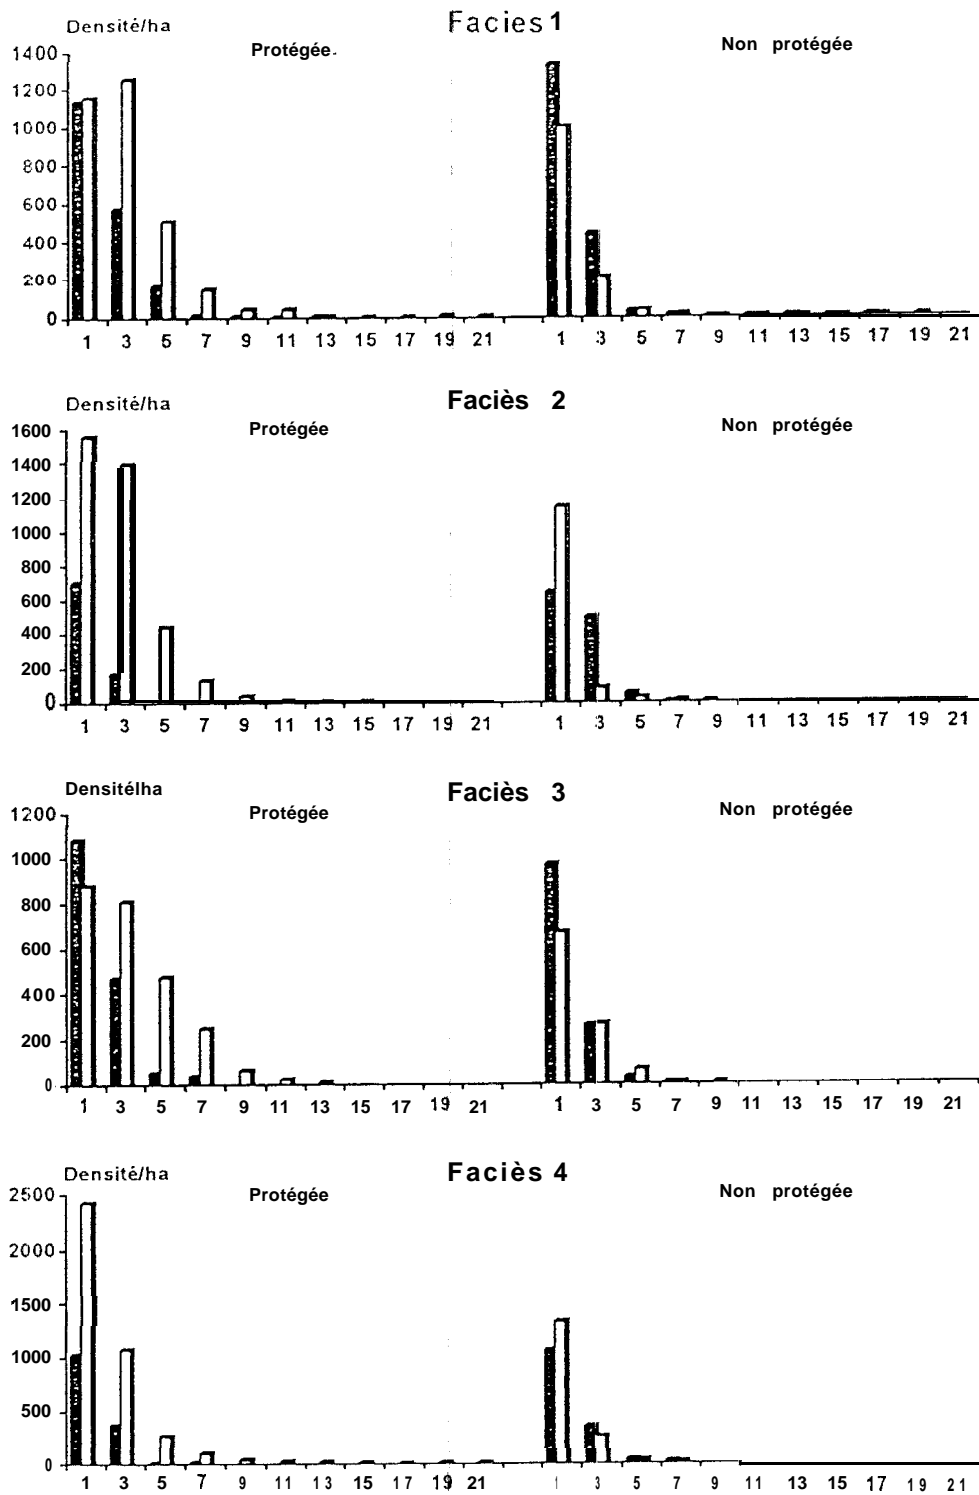 Densité/ha Facies 1
Protégée. Non protégée
1400
1200
1000
800
600
400
200
0
1 3 5 7 9 11 13 15 17 19 21 1 3 5 7 9 11 13 15 17 19 21
Densité/ha Faciès 2
Protégée Non protégée
1600
1400
1200
1000
800
600
400
200
0
1 3 5 7 9 11 13 15 17 19 21 1 3 5 7 9 11 13 15 17 19 21
Densitélha Faciès 3
Protégée Non protégée
1200
1000
800
600
400
200
0
1 3 5 7 9 11 13 15 17 19 21 1 3 5 7 9 11 13 15 17 19 21
Densité/ha Faciès 4
Protégée Non protégée
2500
2000
1500
1000
500
0
1 3 5 7 9 11 13 15 17 19 21 1 3 5 7 9 11 13 15 17 19 21